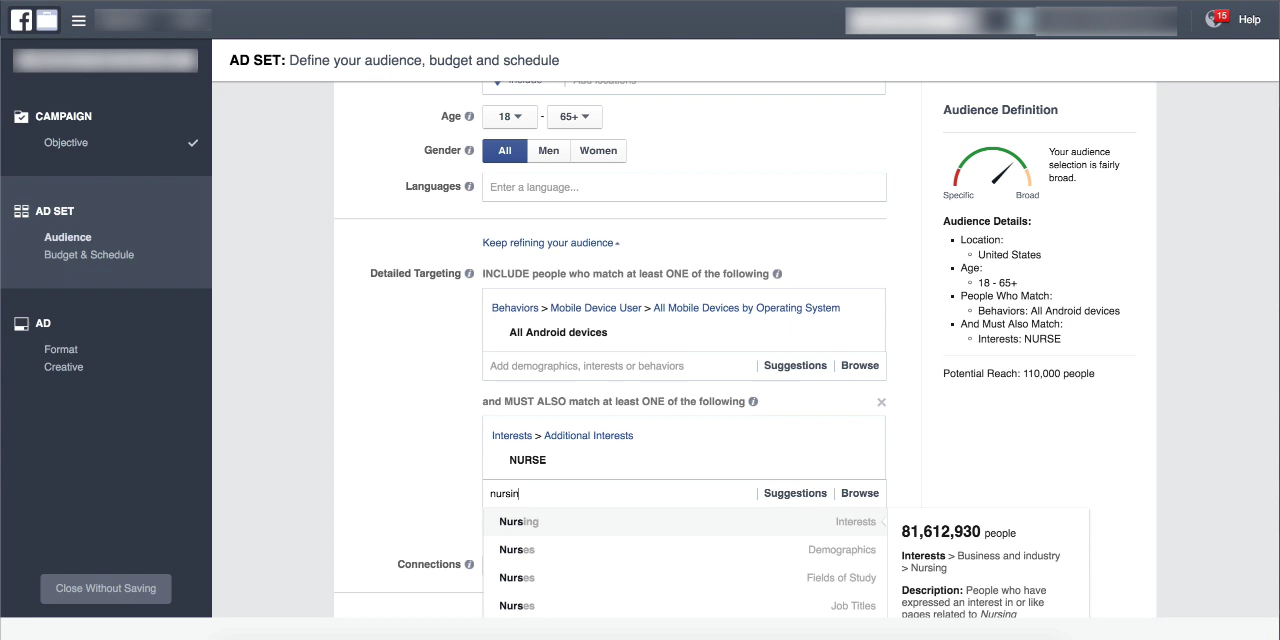 f
15
Help
AD SET: Define your audience, budget and schedule
CAMPAIGN
Objective
AD SET
Audience
Budget & Schedule
AD
Format
Creative
Close Without Saving
Include
Add locations
Age
18
-
65+
Gender
All
Men
Women
Languages
Enter a language...
Keep refining your audience
Detailed Targeting
INCLUDE people who match at least ONE of the following
Behaviors > Mobile Device User > All Mobile Devices by Operating System
All Android devices
Add demographics, interests or behaviors
Suggestions
Browse
and MUST ALSO match at least ONE of the following
Interests > Additional Interests
NURSE
nursin
Suggestions
Browse
Nursing
Interests
Nurses
Demographics
Nurses
Fields of Study
Nurses
Job Titles
Connections
Audience Definition
Your audience
selection is fairly
broad.
Specific
Broad
Audience Details:
Location:
United States
Age:
18 - 65+
People Who Match:
Behaviors: All Android devices
And Must Also Match:
Interests: NURSE
Potential Reach: 110,000 people
81,612,930 people
Interests > Business and industry
> Nursing
Description: People who have
expressed an interest in or like
pages related to Nursing